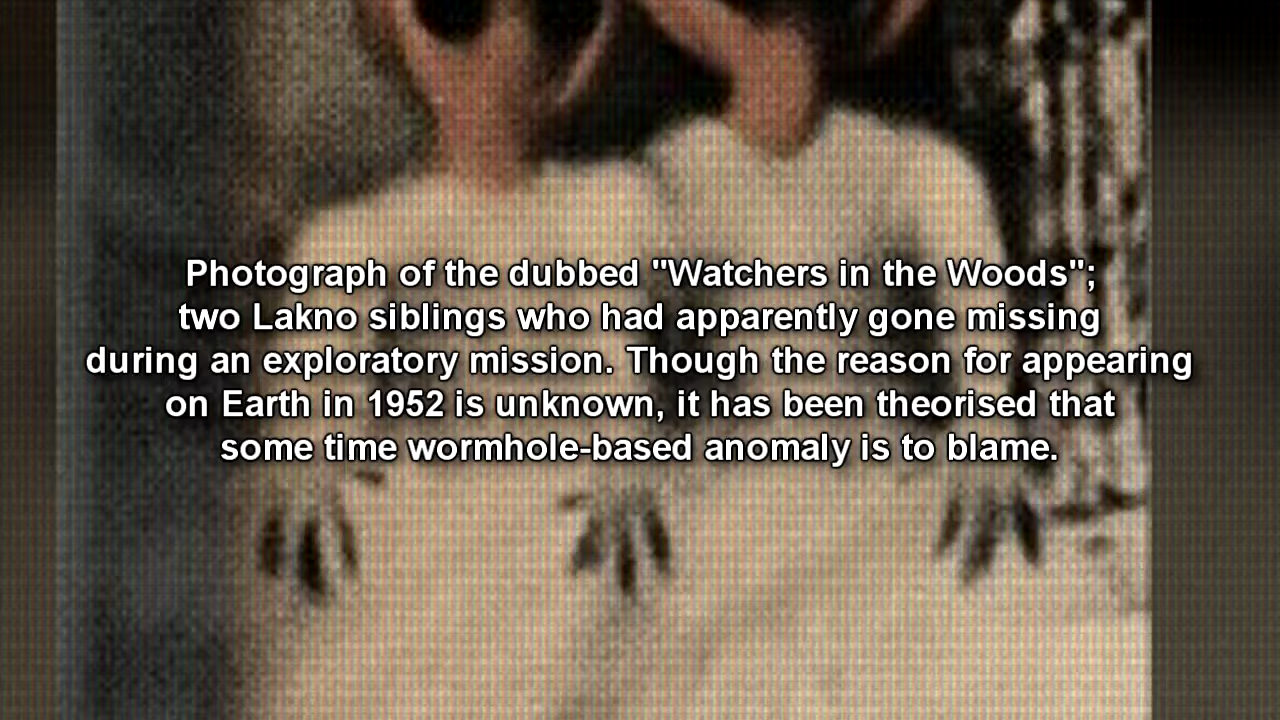 Photograph of the dubbed "Watchers in the Woods";
two Lakno siblings who had apparently gone missing
during an exploratory mission. Though the reason for appearing
on Earth in 1952 is unknown, it has been theorised that
some time wormhole-based anomaly is to blame.